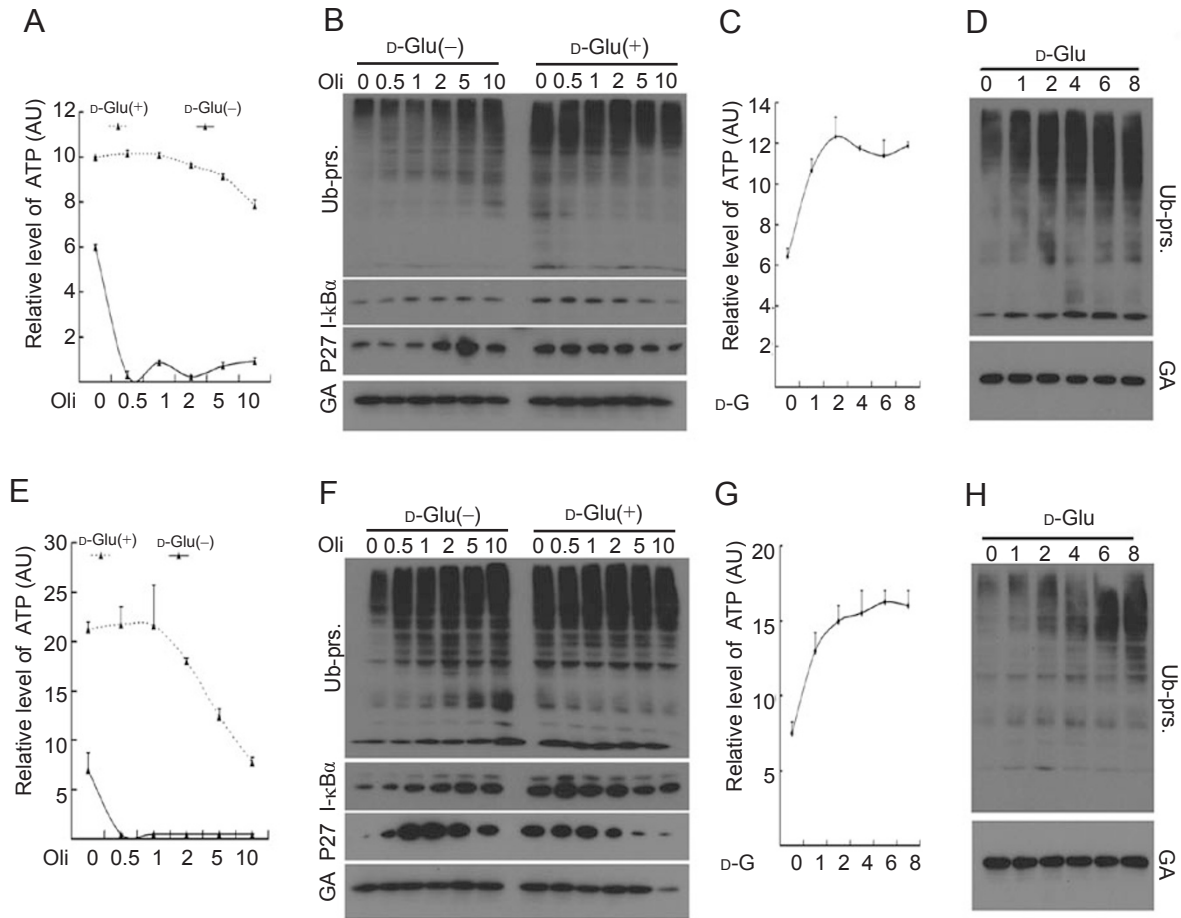 A
D-Glu(+) D-Glu(−)
Relative level of ATP (AU)
12
10
8
6
4
2
Oli 0 0.5 1 2 5 10
B
D-Glu(−) D-Glu(+)
Oli 0 0.5 1 2 5 10 0 0.5 1 2 5 10
Ub-prs.
I-kBα
P27
GA
C
Relative level of ATP (AU)
14
12
10
8
6
4
2
D-G 0 1 2 4 6 8
D
D-Glu
0 1 2 4 6 8
Ub-prs.
GA
E
D-Glu(+) D-Glu(−)
Relative level of ATP (AU)
30
25
20
15
10
5
Oli 0 0.5 1 2 5 10
F
D-Glu(−) D-Glu(+)
Oli 0 0.5 1 2 5 10 0 0.5 1 2 5 10
Ub-prs.
I-κBα
P27
GA
G
Relative level of ATP (AU)
20
15
10
5
D-G 0 1 2 4 6 8
H
D-Glu
0 1 2 4 6 8
Ub-prs.
GA